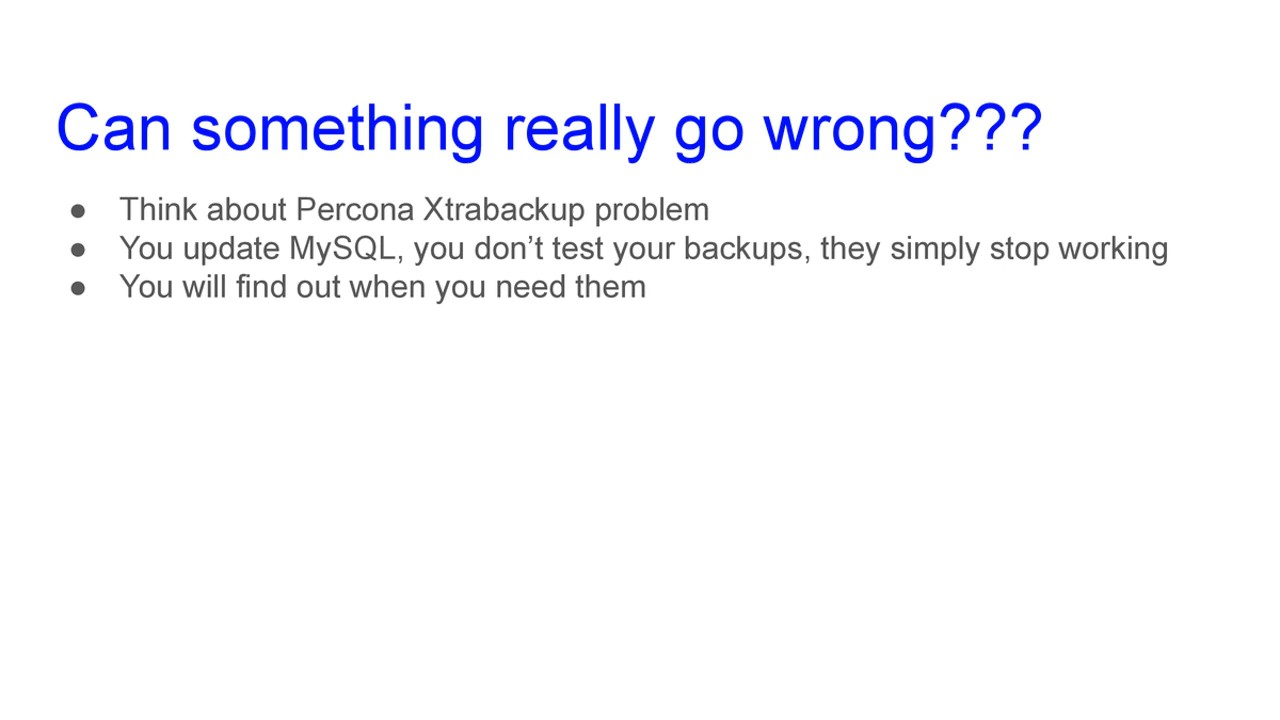 Can something really go wrong???
● Think about Percona Xtrabackup problem
● You update MySQL, you don’t test your backups, they simply stop working
● You will find out when you need them